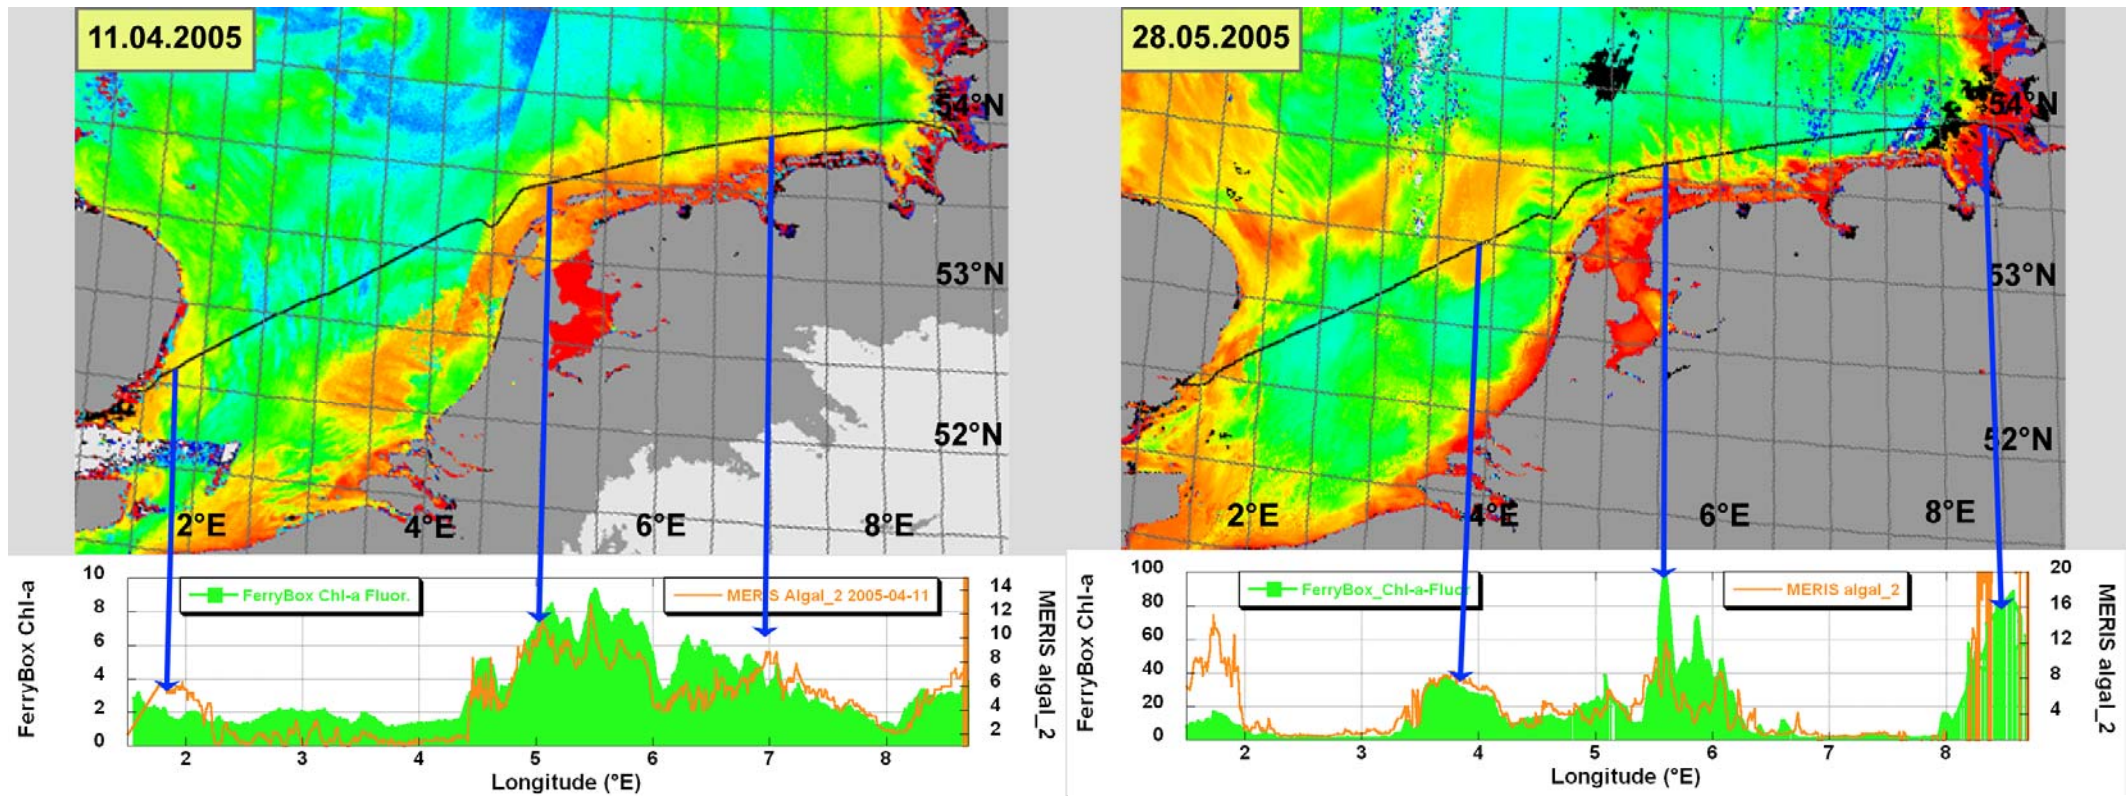 11.04.2005
54°N
53°N
52°N
2°E
4°E
6°E
8°E
FerryBox Chl-a
10
8
6
4
2
0
FerryBox Chl-a Fluor.
MERIS Algal_2 2005-04-11
14
12
10
8
6
4
2
MERIS algal_2
2
3
4
5
6
7
8
Longitude (°E)
28.05.2005
54°N
53°N
52°N
2°E
4°E
6°E
8°E
FerryBox Chl-a
100
80
60
40
20
0
FerryBox_Chl-a-Fluor
MERIS algal_2
20
16
12
8
4
MERIS algal_2
2
3
4
5
6
7
8
Longitude (°E)